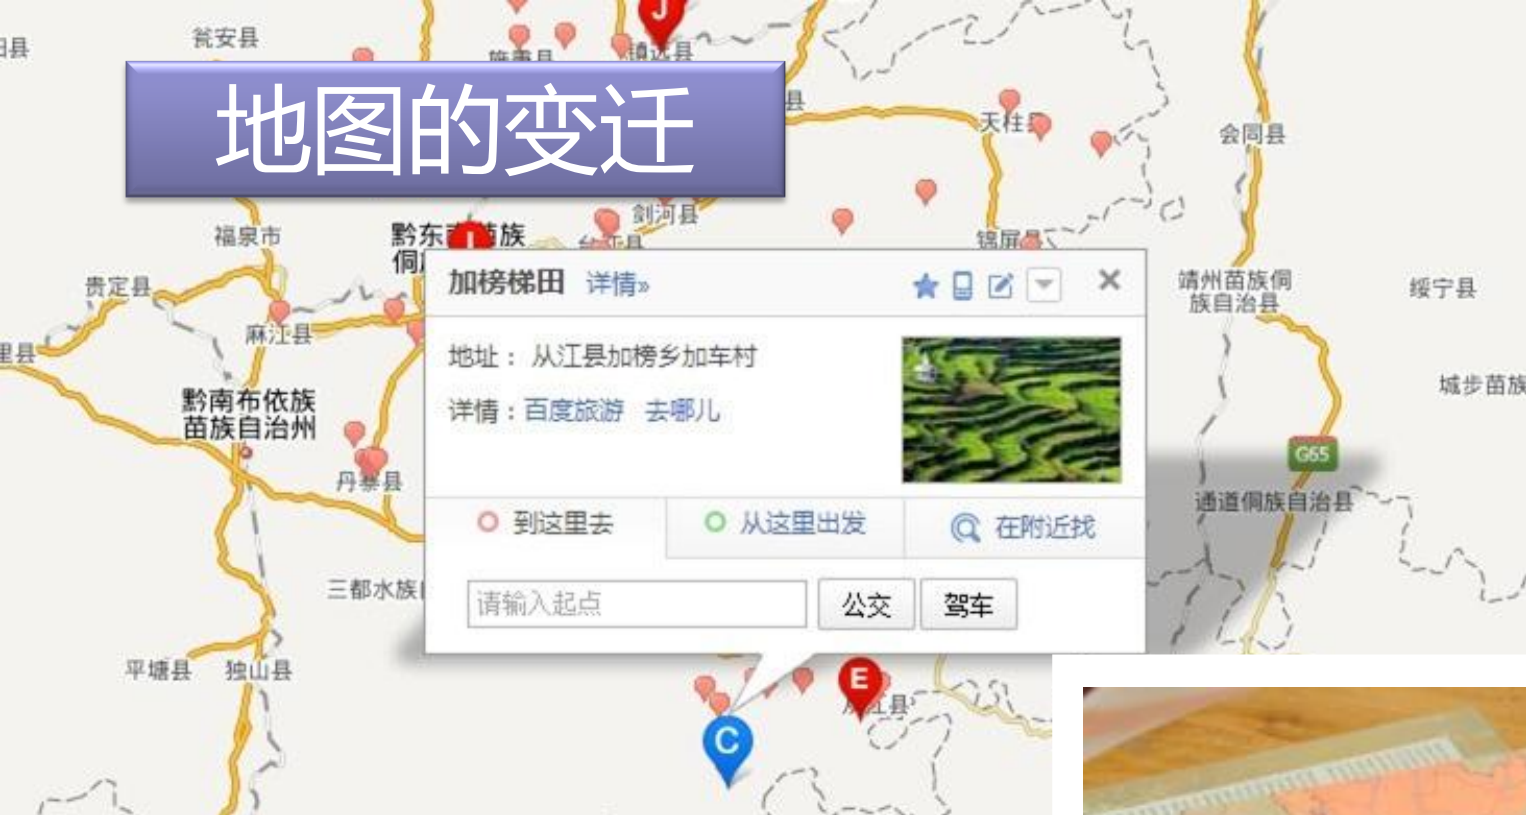 瓮安县
镇远县
地图的变迁
天柱县
会同县
剑河县
福泉市
贵定县
麻江县
靖州苗族侗
族自治县
绥宁县
加榜梯田 详情»
地址： 从江县加榜乡加车村
详情：百度旅游 去哪儿
到这里去 从这里出发 在附近找
请输入起点 公交 驾车
黔南布依族
苗族自治州
城步苗族
G65
丹寨县
通道侗族自治县
三都水族
平塘县 独山县
E
C
J